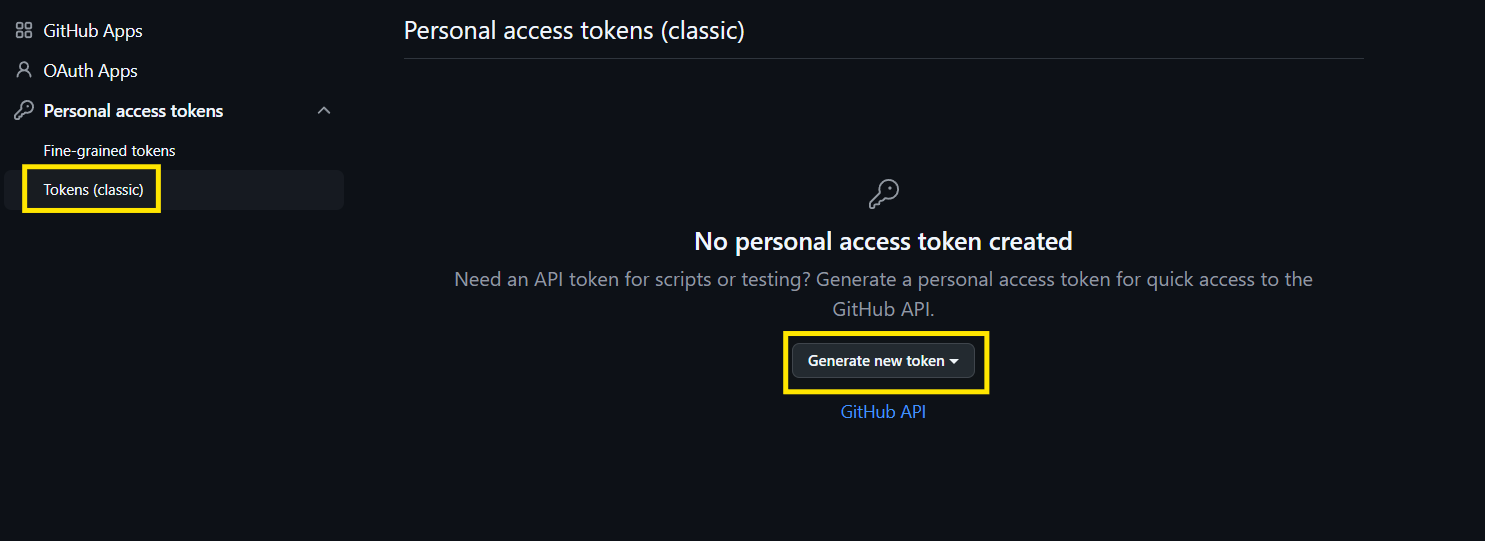 GitHub Apps
OAuth Apps
Personal access tokens
Fine-grained tokens
Tokens (classic)
Personal access tokens (classic)
No personal access token created
Need an API token for scripts or testing? Generate a personal access token for quick access to the
GitHub API.
Generate new token
GitHub API